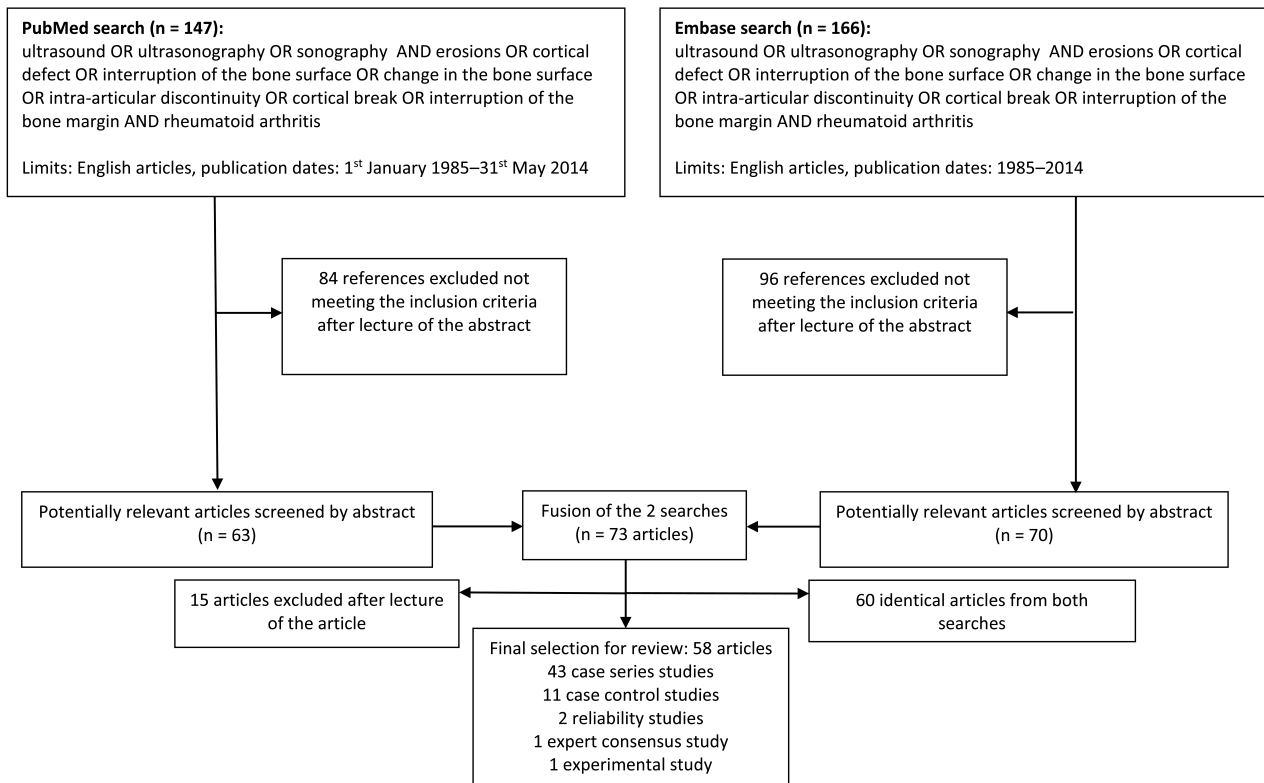 PubMed search (n = 147):
ultrasound OR ultrasonography OR sonography AND erosions OR cortical
defect OR interruption of the bone surface OR change in the bone surface
OR intra-articular discontinuity OR cortical break OR interruption of the
bone margin AND rheumatoid arthritis
Limits: English articles, publication dates: 1st January 1985–31st May 2014
Embase search (n = 166):
ultrasound OR ultrasonography OR sonography AND erosions OR cortical
defect OR interruption of the bone surface OR change in the bone surface
OR intra-articular discontinuity OR cortical break OR interruption of the
bone margin AND rheumatoid arthritis
Limits: English articles, publication dates: 1985–2014
84 references excluded not
meeting the inclusion criteria
after lecture of the abstract
96 references excluded not
meeting the inclusion criteria
after lecture of the abstract
Potentially relevant articles screened by abstract
(n = 63)
Fusion of the 2 searches
(n = 73 articles)
Potentially relevant articles screened by abstract
(n = 70)
15 articles excluded after lecture
of the article
60 identical articles from both
searches
Final selection for review: 58 articles
43 case series studies
11 case control studies
2 reliability studies
1 expert consensus study
1 experimental study